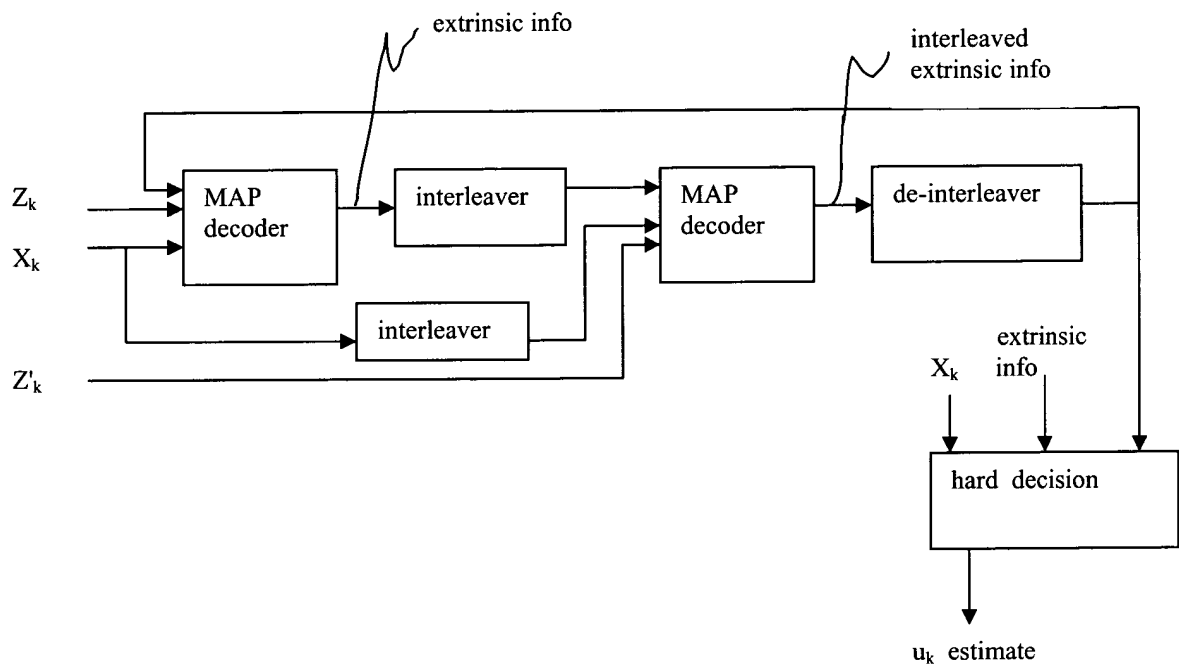 extrinsic info
interleaved
extrinsic info
Z_k
X_k
Z'_k
MAP
decoder
interleaver
interleaver
MAP
decoder
de-interleaver
X_k
extrinsic
info
hard decision
u_k estimate